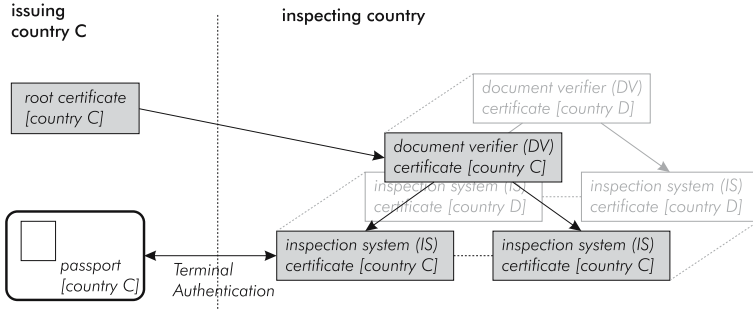 issuing
country C
inspecting country
root certificate
[country C]
document verifier (DV)
certificate [country D]
document verifier (DV)
certificate [country C]
inspection system (IS)
certificate [country D]
inspection system (IS)
certificate [country D]
passport
[country C]
Terminal
Authentication
inspection system (IS)
certificate [country C]
inspection system (IS)
certificate [country C]